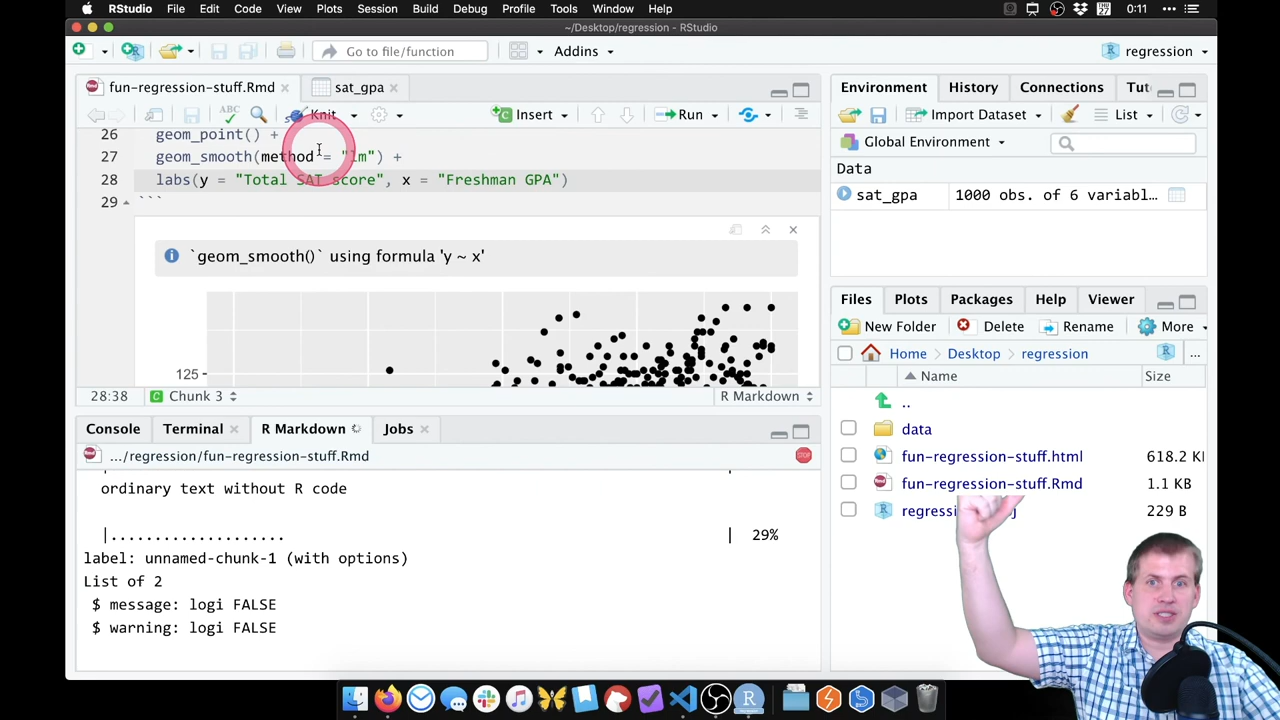 RStudio File Edit Code View Plots Session Build Debug Profile Tools Window Help THU 27 0:11
~/Desktop/regression - RStudio
Go to file/function Addins regression
fun-regression-stuff.Rmd sat_gpa
ABC Knit Insert Run
26 geom_point() +
27 geom_smooth(method = "lm") +
28 labs(y = "Total SAT score", x = "Freshman GPA")
29 ```
`geom_smooth()` using formula 'y ~ x'
125
28:38 C Chunk 3 R Markdown
Console Terminal R Markdown Jobs
.../regression/fun-regression-stuff.Rmd STOP
ordinary text without R code
|.................... | 29%
label: unnamed-chunk-1 (with options)
List of 2
$ message: logi FALSE
$ warning: logi FALSE
Environment History Connections Tut
Import Dataset List
Global Environment
Data
sat_gpa 1000 obs. of 6 variabl…
Files Plots Packages Help Viewer
New Folder Delete Rename More
Home Desktop regression ...
Name Size
..
data
fun-regression-stuff.html 618.2 K
fun-regression-stuff.Rmd 1.1 KB
regressi j 229 B